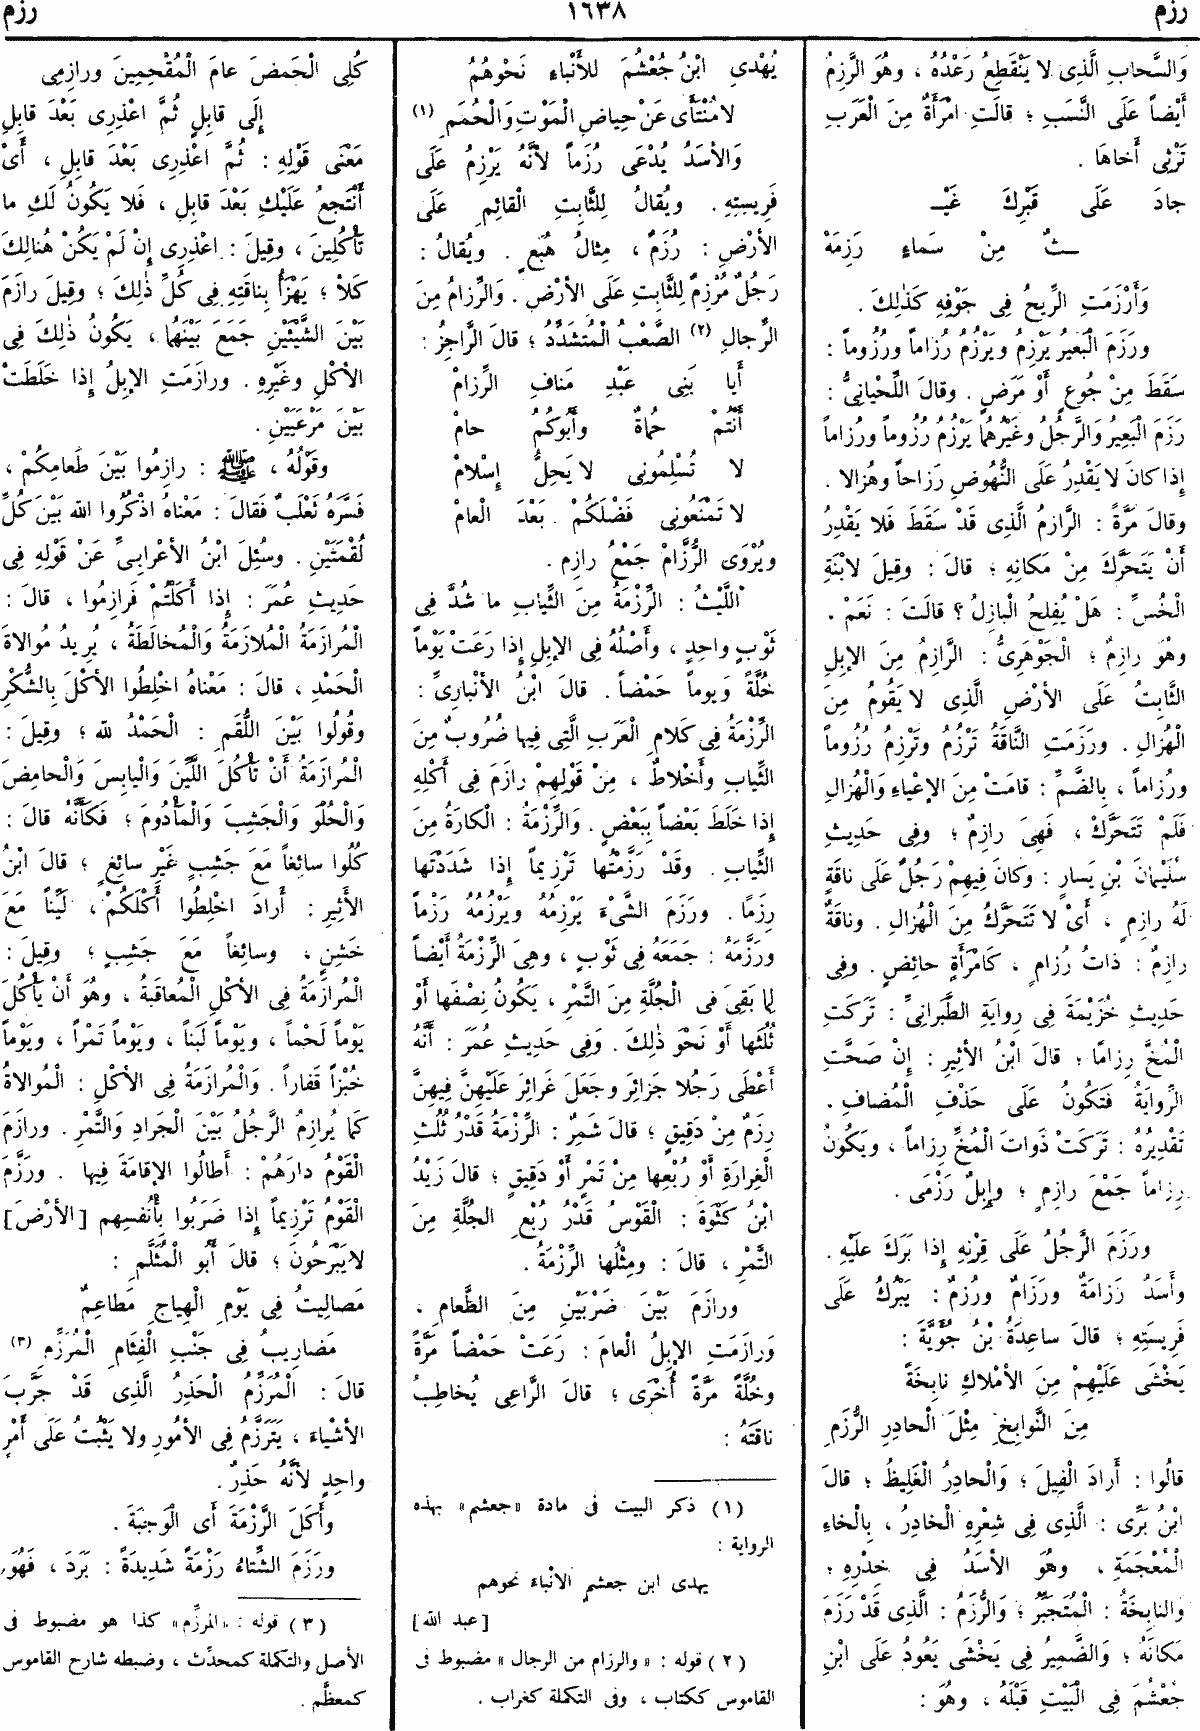 رزم
١٦٣٨
رزم
وَالسَّحابِ الَّذِى لا يَنْقَطِعُ رَعْدُهُ ، وهُوَ الرَّزِمُ
أَيْضاً عَلَى النَّسَبِ ؛ قالَتِ امْرَأَةٌ مِنَ الْعَرَبِ
تَرْثِى أَخاهَا .
جادَ عَلَى قَبْرِكَ غَيْـ
ـثٌ مِنْ سَماءٍ رَزِمَهْ
وَأَرْزَمَتِ الرِّيحُ فِى جَوْفِهِ كَذٰلِكَ .
ورَزَمَ الْبَعيرُ يَرْزِمُ ويَرْزُمُ رُزاماً ورُزُوماً :
سَقَطَ مِنْ جُوعٍ أَوْ مَرَضٍ . وقالَ اللِّحْيانِىُّ :
رَزَمَ الْبَعِيرُ وَالرَّجُلُ وغَيْرُهُما يَرْزُمُ رُزُوماً ورُزاماً
إِذا كانَ لا يَقْدِرُ عَلَى النُّهُوضِ رَزاحاً وهُزالا .
وقالَ مَرَّةً : الرَّازِمُ الَّذِى قَدْ سَقَطَ فَلا يَقْدِرُ
أَنْ يَتَحَرَّكَ مِنْ مَكانِهِ ؛ قالَ : وقِيلَ لابْنَةِ
الْخُسِّ : هَلْ يُفْلِحُ الْبازِلُ ؟ قالَتَ : نَعَمْ .
وهُوَ رازِمٌ ؛ الْجَوْهَرِىُّ : الرَّازِمُ مِنَ الإِبِلِ
الثَّابِتُ عَلَى الأَرْضِ الَّذِى لا يَقُومُ مِنَ
الْهُزالِ . ورَزَمَتِ النَّاقَةُ تَرْزُمُ وتَرْزِمُ رُزُوماً
ورُزاماً ، بِالضَّمِّ : قامَتْ مِنَ الإِعْياءِ وَالْهُزالِ
فَلَمْ تَتَحَرَّكْ ، فَهِىَ رازِمٌ ؛ وفِى حَدِيثِ
سُلَيْمانَ بْنِ يَسارٍ : وَكانَ فِيهِمْ رَجُلٌ عَلَى ناقَةٍ
لَهُ رازِمٍ ، أَىْ لا تَتَحَرَّكُ مِنَ الْهُزالِ . وناقَةٌ
رازِمٌ : ذاتُ رُزامٍ ، كَامْرَأَةٍ حائِضٍ . وفِى
حَدِيثِ خُزَيْمَةَ فِى رِوايَةِ الطَّبَرانِىِّ : تَرَكَتِ
الْمُخَّ رِزامًا ؛ قالَ ابْنُ الأَثِيرِ : إِنْ صَحَّتِ
الرِّوايَةُ فَتَكُونُ عَلَى حَذْفِ الْمُضافِ .
تَقْدِيرُهُ : تَرَكَتْ ذَواتَ الْمُخِّ رِزاماً ، ويَكُونُ
رِزاماً جَمْعَ رازِمٍ ؛ وإِبِلٌ رَزْمَى .
ورَزَمَ الرَّجُلُ عَلَى قِرْنِهِ إِذا بَرَكَ عَلَيْهِ .
وأَسَدٌ رَزامَةٌ ورَزَامٌ ورُزَمٌ : يَبْرُكُ عَلَى
فَرِيسَتِهِ ؛ قالَ ساعِدَةُ بْنُ جُؤَيَّةَ :
يَخْشَى عَلَيْهِمْ مِنَ الأَمْلاكِ نابِخَةً
مِنَ النَّوابِخِ مِثْلَ الْحادِرِ الرُّزَمِ
قالُوا : أَرادَ الْفِيلَ ؛ وَالْحادِرُ الْغَلِيظُ ؛ قالَ
ابْنُ بَرِّى : الَّذِى فِى شِعْرِهِ الْخادِرُ ، بِالْخاءِ
الْمُعْجَمَةِ ، وهُوَ الأَسَدُ فِى خِدْرِهِ ؛
وَالنابِخَةُ : الْمُتَجَبِّرُ ؛ وَالرُّزَمُ : الَّذِى قَدْ رَزَمَ
مَكانَهُ ؛ وَالضَّمِيرُ فِى يَخْشَى يَعُودُ عَلَى ابْنِ
جُعْشُمَ فِى الْبَيْتِ قَبْلَهُ ، وهُوَ :
يُهْدِى ابْنُ جُعْشُمَ للأَنْباءَ نَحْوهُمُ
لا مُنْتَأَى عَنْ حِياضِ الْمَوْتِ وَالْحُمَمِ (١)
وَالأَسَدُ يُدْعَى رُزَماً لأَنَّهُ يَرْزِمُ عَلَى
فَرِيسِتِهِ . ويُقالُ لِلثَّابِتِ الْقائِمِ عَلَى
الأَرْضِ : رُزَمٌ ، مِثالُ هُبَعٍ . ويُقالُ :
رَجُلٌ مُرْزِمٌ لِلثَّابِتِ عَلَى الأَرْضِ . وَالرِّزامُ مِنَ
الرِّجالِ (٢) الصَّعْبُ الْمُتشَدِّدُ ؛ قالَ الرَّاجِزُ :
أَيا بَنِى عَبْدِ مَنافِ الرِّزامْ
أَنْتُمْ حُماةٌ وأَبُوكُمْ حامْ
لا تُسْلِمُونِى لا يَحِلُّ إِسْلامْ
لا تَمْنَعُونِى فَضْلَكُمْ بَعْدَ الْعامْ
ويُرْوَى الرُّزَّامْ جَمْعُ رازِمٍ .
اللَّيْثُ : الرِّزْمَةُ مِنَ الثِّيابِ ما شُدَّ فِى
ثَوْبٍ واحِدٍ ، وأَصْلُهُ فِى الإِبِلِ إِذا رَعَتْ يَوْماً
خُلَّةً وَيوماً حَمْضاً . قالَ ابْنُ الأَنْبارِىِّ :
الرِّزْمَةُ فِى كَلامِ الْعَرَبِ الَّتِى فِيها ضُرُوبٌ مِنَ
الثِّيابِ وأَخْلاطٌ ، مِنْ قَوْلِهِمْ رازَمَ فِى أَكْلِهِ
إِذا خَلَطَ بَعْضاً بِبَعْضٍ . وَالرِّزْمَةُ : الْكارَةُ مِنَ
الثِّيابِ . وقَدْ رَزَّمْتُها تَرْزِيماً إِذا شَدَدْتَها
رِزَمًا . ورَزَمَ الشَّىْءَ يَرْزِمُهُ ويَرْزُمُهُ رَزْماً
ورَزَّمَهُ : جَمَعَهُ فِى ثَوْبٍ ، وهِىَ الرِّزْمَةُ أَيْضاً
لِما بَقِىَ فى الْجُلَّةِ مِنَ التَّمْرِ ، يَكُونُ نِصْفَها أَوْ
ثُلُثَها أَوْ نَحْوَ ذٰلِكَ . وَفِى حَدِيثِ عُمَرَ : أَنَّهُ
أَعْطَى رَجُلا جَزائِرَ وجَعَلَ غَرائِرَ عَلَيْهِنَّ فِيهِنَّ
رِزَمٌ مِنْ دَقِيقٍ ؛ قالَ شَمِرٌ : الرِّزْمَةُ قَدْرُ ثُلُثِ
الْغِرارَةِ أَوْ رُبْعِها مِنْ تَمْرٍ أَوْ دَقِيقٍ ؛ قالَ زَيْدُ
ابْنُ كَثْوَةَ : الْقَوْسُ قَدْرُ رُبْعِ الجُلَّةِ مِنَ
التَّمْرِ ، قالَ : ومِثْلُها الرِّزْمَةُ .
ورازَمَ بَيْنَ ضَرْبَيْنِ مِنَ الطَّعامِ ،
وَرازَمَتِ الإِبِلُ الْعامَ : رَعَتْ حَمْضاً مَرَّةً
وخُلَّةً مَرَّةً أُخْرَى ؛ قالَ الرَّاعِى يُخاطِبُ
ناقَتَهُ :
(١) ذكر البيت فى مادة «جعشم» بهذه
الرواية :
يهدى ابن جعشم الأنباء نحوهم
[ عبد الله ]
(٢) قوله : « والرزام من الرجال » مضبوط فى
القاموس ككتاب ، وفى التكملة كغراب .
كُلِى الْحَمضَ عامَ الْمُقْحِمِينَ ورازِمِى
إِلَى قابِلٍ ثُمَّ اعْذِرِى بَعْدَ قابِلِ
مَعْنَى قَوْلِهِ : ثُمَّ اعْذِرِى بَعْدَ قابِلِ ، أَىْ
أَنْتَجِعُ عَلَيْكِ بَعْدَ قابِلٍ ، فَلا يَكُونُ لَكِ ما
تَأْكُلِينَ ، وقِيلَ : اعْذِرِى إِنْ لَمْ يَكُنْ هُنالِكَ
كَلأٌ ؛ يَهْزَأُ بِناقَتِهِ فِى كُلِّ ذٰلِكَ ؛ وقِيلَ رازَمَ
بَيْنَ الشَّيْئَيْنِ جَمَعَ بَيْنَهُما ، يَكُونُ ذٰلِكَ فِى
الأَكْلِ وغَيْرِهِ . ورازَمَتِ الإِبِلُ إِذا خَلَطَتْ
بَيْنَ مَرْعَيَيْنِ .
وقَوْلُهُ ، ﷺ : رازِمُوا بَيْنَ طَعامِكُمْ ،
فَسَّرَهُ ثَعْلَبٌ فَقالَ : مَعْناهُ اذْكُرُوا الله بَيْنَ كُلِّ
لُقْمَتَيْنِ . وسُئِلَ ابْنُ الأَعْرابِىِّ عَنْ قَوْلِهِ فِى
حَدِيثِ عُمَرَ : إِذا أَكَلْتُمْ فَرازِمُوا ، قالَ :
الْمُرازَمَةُ الْمُلازَمَةُ وَالْمُخالَطَةُ ، يُرِيدُ مُوالاةَ
الْحَمْدِ ، قالَ : مَعْناهُ اخْلِطُوا الأَكْلَ بِالشُّكْرِ
وقُولُوا بَيْنَ اللُّقَمِ : الْحَمْدُ لله ؛ وقِيلَ :
الْمُرازَمَةُ أَنْ تَأْكُلَ اللَّيِّنَ وَالْيابِسَ وَالْحامِضَ
وَالْحُلْوَ وَالْجَشِبَ وَالْمَأْدُومَ ؛ فَكَأَنَّهُ قالَ :
كُلُوا سائِغاً مَعَ جَشِبٍ غَيْرِ سائِغٍ ؛ قالَ ابْنُ
الأَثِيرِ : أَرادَ اخْلِطُوا أَكْلَكُمْ ، لَيِّناً مَعَ
خَشِنٍ ، وسائِغاً مَعَ جَشِبٍ ؛ وقِيلَ :
الْمُرازَمَةُ فِى الأَكْلِ الْمُعاقَبَةُ ، وهُوَ أَنْ يَأْكُلَ
يَوْماً لَحْماً ، ويَوْماً لَبَناً ، ويَوْماً تَمْراً ، ويَوْماً
خُبْزاً قَفاراً . وَالْمُرازَمَةُ فِى الأَكْلِ : الْمُوالاةُ
كَما يُرازِمُ الرَّجُلُ بَيْنَ الْجَرادِ وَالتَّمْرِ . ورازَمَ
الْقَوْمُ دارَهُمْ : أَطالُوا الإِقامَةَ فِيها . ورَزَّمَ
الْقَوْمُ تَرْزِيماً إِذا ضَرَبُوا بِأَنْفسِهِم [ الأَرْضَ ]
لا يَبْرَحُونَ ؛ قالَ أَبُو الْمُثَلَّمِ :
مَصالِيتُ فِى يَوْمِ الْهِياجِ مَطاعِمٌ
مَضارِيبُ فِى جَنْبِ الْفِئامِ الْمُرَزِّمِ (٣)
قالَ : الْمُرَزِّمُ الْحَذِرُ الَّذِى قَدْ جَرَّبَ
الأَشْياءَ ، يَتَرَزَّمُ فِى الأُمُورِ ولا يَثْبُتُ عَلَى أَمْرٍ
واحِدٍ لأَنَّهُ حَذِرٌ .
وأَكَلَ الرَّزْمَةَ أَى الْوَجْبَةَ .
ورَزَمَ الشِّتاءُ رَزْمَةً شَدِيدَةً : بَرَدَ ، فَهُوَ
(٣) قوله : « المرزِّم » كذا هو مضبوط فى
الأصل والتكملة كمحدِّث ، وضبطه شارح القاموس
كمعظَّم .